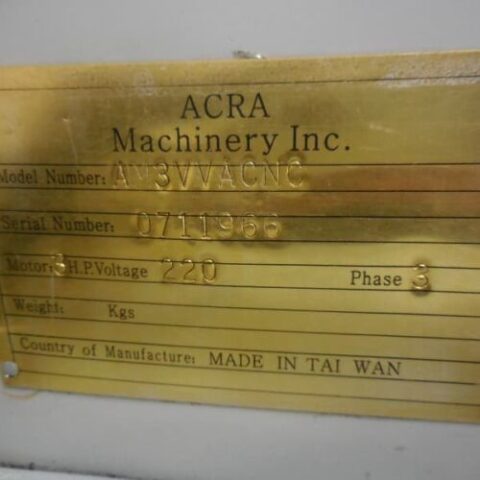 ACRA
Machinery Inc.
Model Number: AM3VVACNC
Serial Number: 0711966
Motor: 3 H.P. Voltage 220 Phase 3
Weight: Kgs
Country of Manufacture: MADE IN TAI WAN